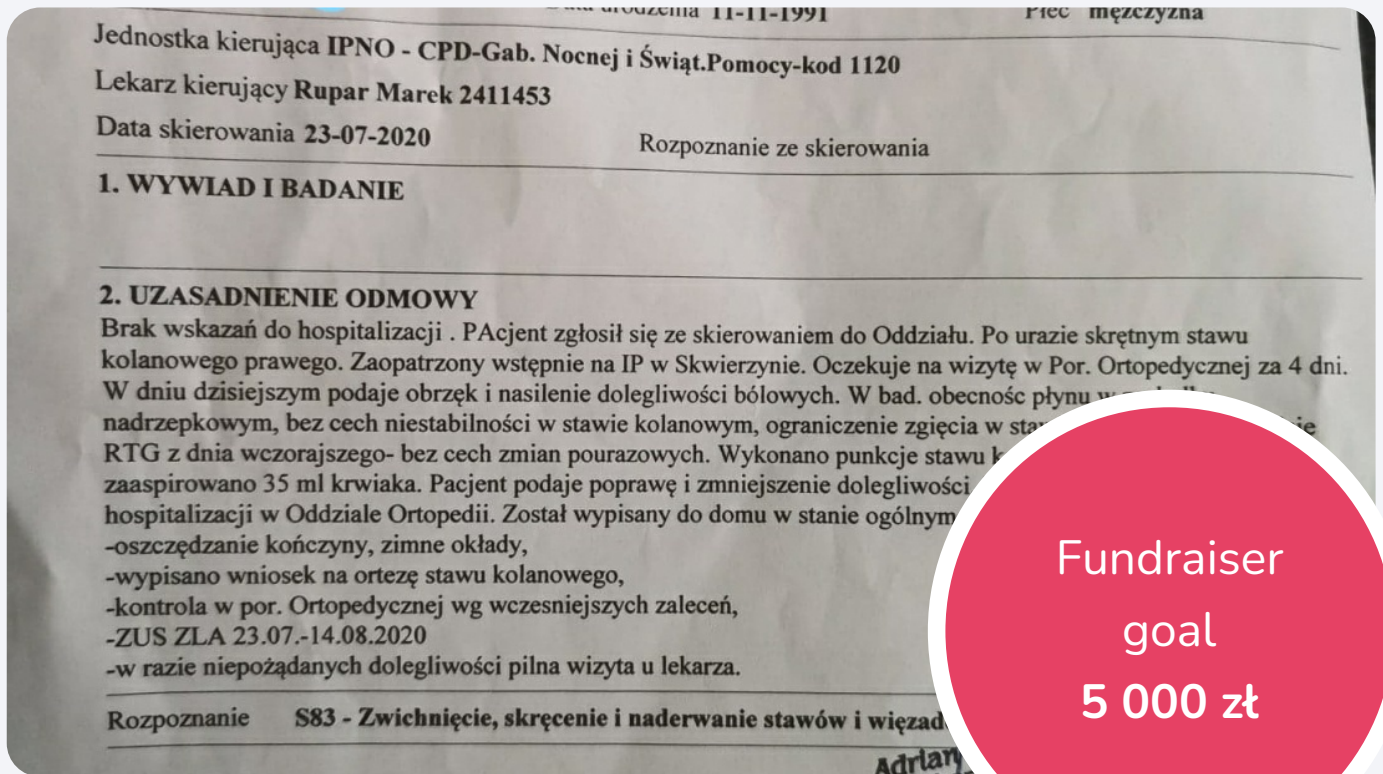 urodzenia 11-11-1991 Płeć mężczyzna
Jednostka kierująca IPNO - CPD-Gab. Nocnej i Świąt.Pomocy-kod 1120
Lekarz kierujący Rupar Marek 2411453
Data skierowania 23-07-2020 Rozpoznanie ze skierowania
1. WYWIAD I BADANIE
2. UZASADNIENIE ODMOWY
Brak wskazań do hospitalizacji . PAcjent zgłosił się ze skierowaniem do Oddziału. Po urazie skrętnym stawu
kolanowego prawego. Zaopatrzony wstępnie na IP w Skwierzynie. Oczekuje na wizytę w Por. Ortopedycznej za 4 dni.
W dniu dzisiejszym podaje obrzęk i nasilenie dolegliwości bólowych. W bad. obecnośc płynu w
nadrzepkowym, bez cech niestabilności w stawie kolanowym, ograniczenie zgięcia w
RTG z dnia wczorajszego- bez cech zmian pourazowych. Wykonano punkcje stawu
zaaspirowano 35 ml krwiaka. Pacjent podaje poprawę i zmniejszenie dolegliwości
hospitalizacji w Oddziale Ortopedii. Został wypisany do domu w stanie ogólnym
-oszczędzanie kończyny, zimne okłady,
-wypisano wniosek na ortezę stawu kolanowego,
-kontrola w por. Ortopedycznej wg wczesniejszych zaleceń,
-ZUS ZLA 23.07.-14.08.2020
-w razie niepożądanych dolegliwości pilna wizyta u lekarza.
Rozpoznanie S83 - Zwichnięcie, skręcenie i naderwanie stawów i
Fundraiser
goal
5 000 zł